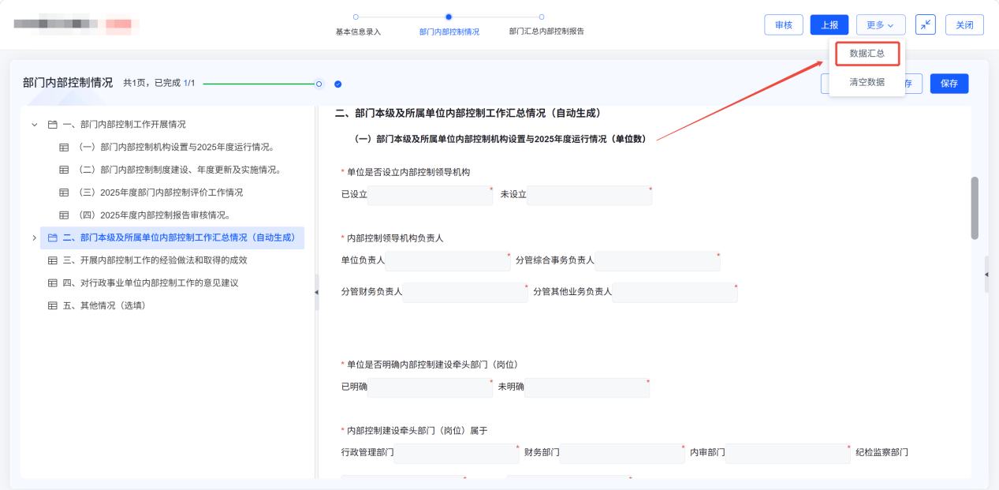 基本信息录入
部门内部控制情况
部门汇总内部控制报告
审核
上报
更多
关闭
数据汇总
清空数据
部门内部控制情况 共1页，已完成 1/1
存
保存
一、部门内部控制工作开展情况
（一）部门内部控制机构设置与2025年度运行情况。
（二）部门内部控制制度建设、年度更新及实施情况。
（三）2025年度部门内部控制评价工作情况
（四）2025年度内部控制报告审核情况。
二、部门本级及所属单位内部控制工作汇总情况（自动生成）
三、开展内部控制工作的经验做法和取得的成效
四、对行政事业单位内部控制工作的意见建议
五、其他情况（选填）
二、部门本级及所属单位内部控制工作汇总情况（自动生成）
（一）部门本级及所属单位内部控制机构设置与2025年度运行情况（单位数）
* 单位是否设立内部控制领导机构
已设立 * 未设立 *
* 内部控制领导机构负责人
单位负责人 * 分管综合事务负责人 *
分管财务负责人 * 分管其他业务负责人 *
* 单位是否明确内部控制建设牵头部门（岗位）
已明确 * 未明确 *
* 内部控制建设牵头部门（岗位）属于
行政管理部门 * 财务部门 * 内审部门 * 纪检监察部门